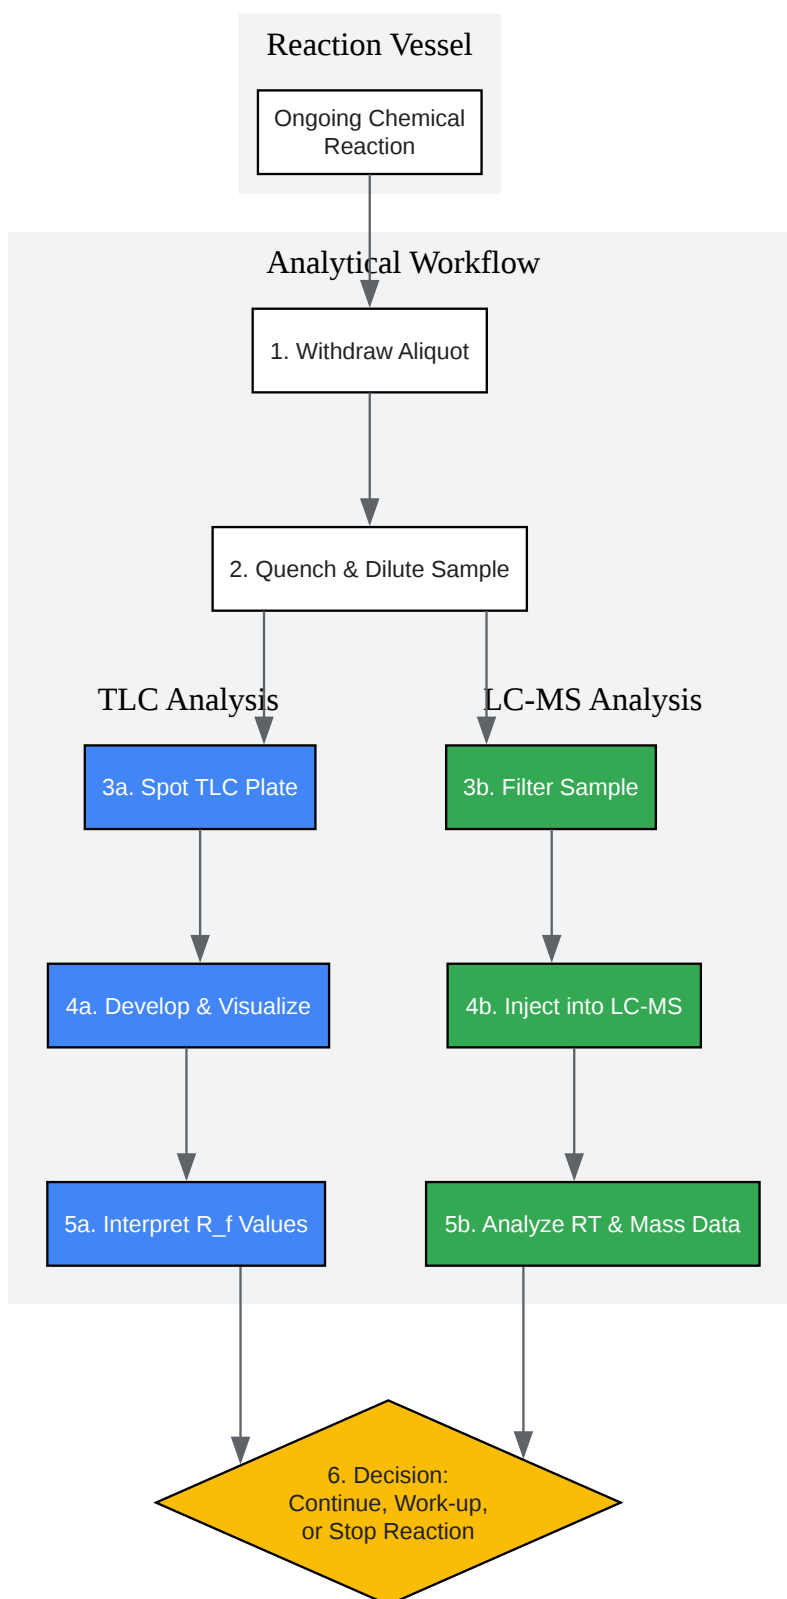 Reaction Vessel
Ongoing Chemical
Reaction
Analytical Workflow
1. Withdraw Aliquot
2. Quench & Dilute Sample
TLC Analysis
LC-MS Analysis
3a. Spot TLC Plate
3b. Filter Sample
4a. Develop & Visualize
4b. Inject into LC-MS
5a. Interpret R_f Values
5b. Analyze RT & Mass Data
6. Decision:
Continue, Work-up,
or Stop Reaction